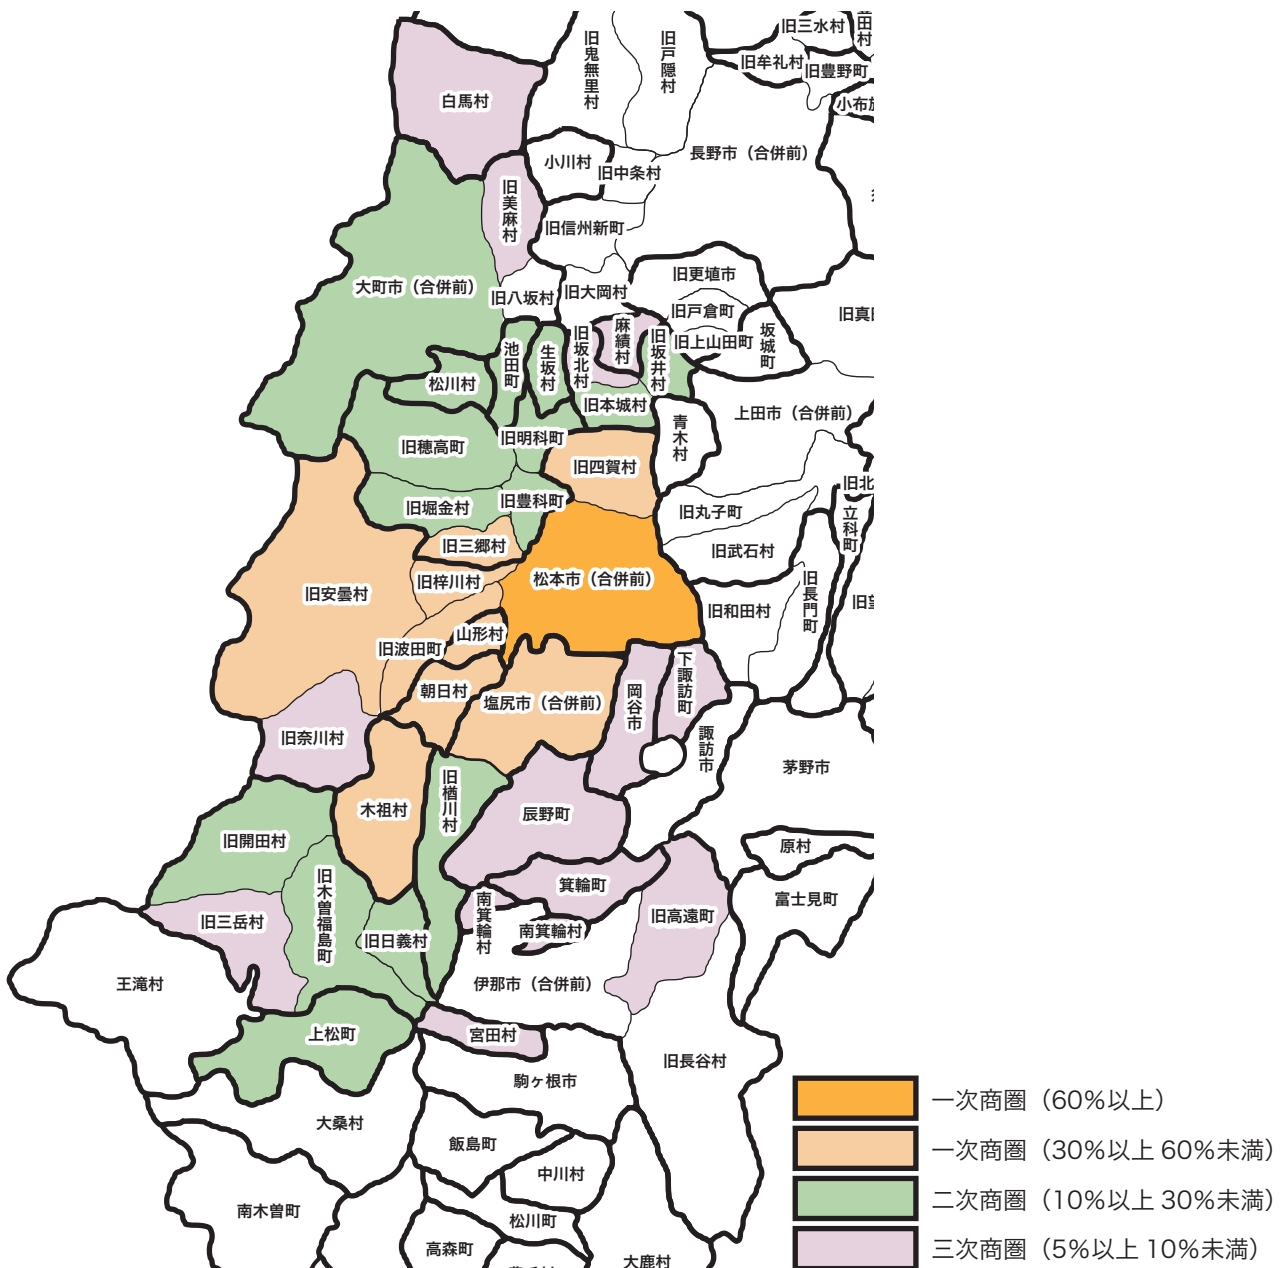 旧三水村
旧鬼無里村
旧戸隠村
旧牟礼村
旧豊野町
白馬村
小川村
旧中条村
長野市（合併前）
旧美麻村
旧信州新町
大町市（合併前）
旧八坂村
旧大岡村
旧更埴市
旧戸倉町
旧上山田町
坂城町
池田町
生坂村
旧坂北村
麻績村
旧坂井村
松川村
旧本城村
青木村
上田市（合併前）
旧穂高町
旧明科町
旧四賀村
旧堀金村
旧豊科町
旧丸子町
立科町
旧三郷村
旧武石村
旧安曇村
旧梓川村
松本市（合併前）
旧和田村
旧長門町
旧波田町
山形村
朝日村
塩尻市（合併前）
岡谷市
下諏訪町
諏訪市
旧奈川村
茅野市
木祖村
旧楢川村
辰野町
旧開田村
原村
旧木曽福島町
箕輪町
富士見町
旧三岳村
旧日義村
南箕輪村
南箕輪村
旧高遠町
王滝村
伊那市（合併前）
上松町
宮田村
旧長谷村
駒ヶ根市
大桑村
飯島町
中川村
南木曽町
松川町
高森町
大鹿村
一次商圏（60％以上）
一次商圏（30％以上 60％未満）
二次商圏（10％以上 30％未満）
三次商圏（5％以上 10％未満）